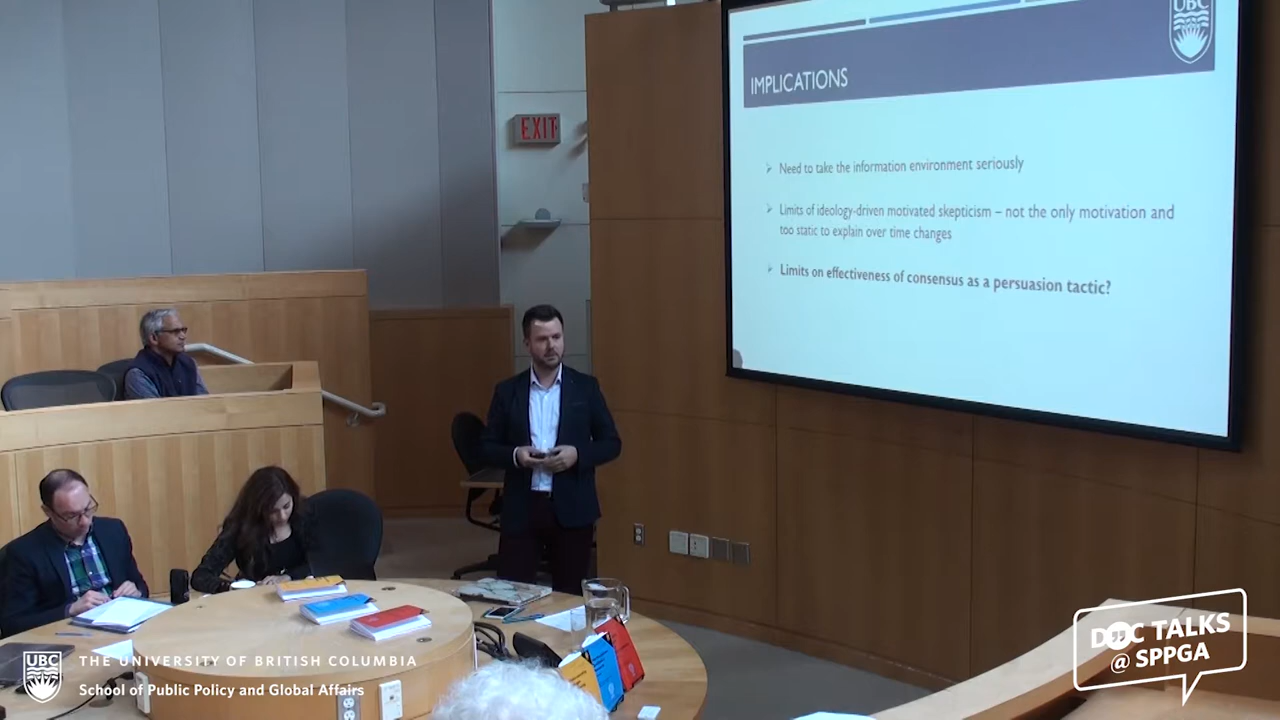 UBC
IMPLICATIONS
EXIT
Need to take the information environment seriously
Limits of ideology-driven motivated skepticism – not the only motivation and
too static to explain over time changes
Limits on effectiveness of consensus as a persuasion tactic?
DOC TALKS
@ SPPGA
UBC
THE UNIVERSITY OF BRITISH COLUMBIA
School of Public Policy and Global Affairs